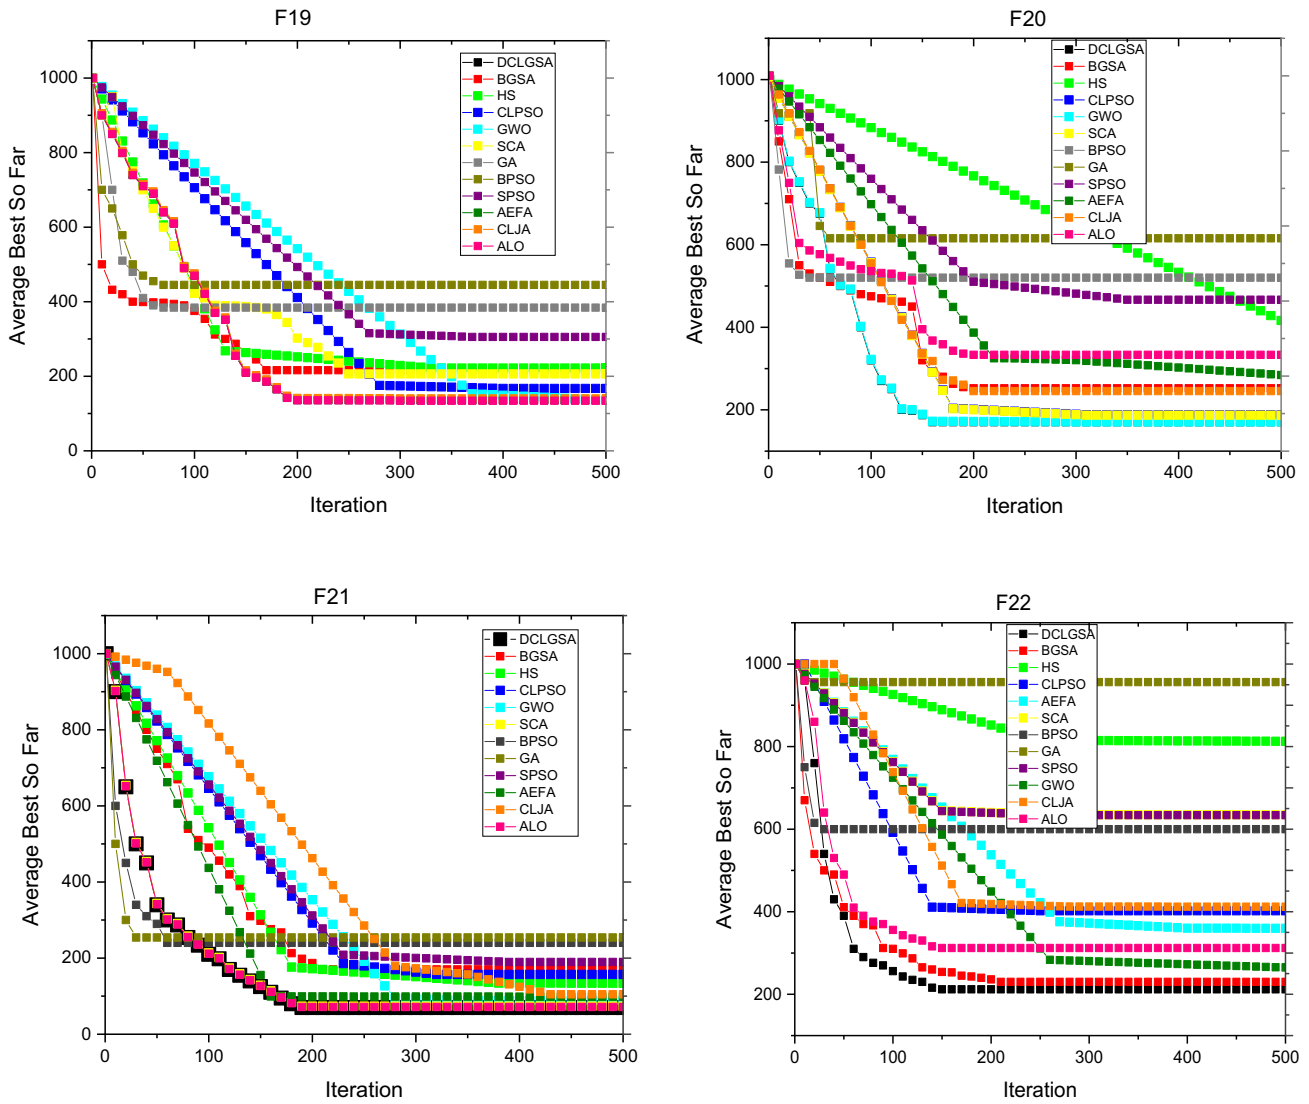 F19
Average Best So Far
1000
800
600
400
200
0
0 100 200 300 400 500
Iteration
DCLGSA
BGSA
HS
CLPSO
GWO
SCA
GA
BPSO
SPSO
AEFA
CLJA
ALO
F20
Average Best So Far
1000
800
600
400
200
0 100 200 300 400 500
Iteration
DCLGSA
BGSA
HS
CLPSO
GWO
SCA
BPSO
GA
SPSO
AEFA
CLJA
ALO
F21
Average Best So Far
1000
800
600
400
200
0
0 100 200 300 400 500
Iteration
DCLGSA
BGSA
HS
CLPSO
GWO
SCA
BPSO
GA
SPSO
AEFA
CLJA
ALO
F22
Average Best So Far
1000
800
600
400
200
0 100 200 300 400 500
Iteration
DCLGSA
BGSA
HS
CLPSO
AEFA
SCA
BPSO
GA
SPSO
GWO
CLJA
ALO